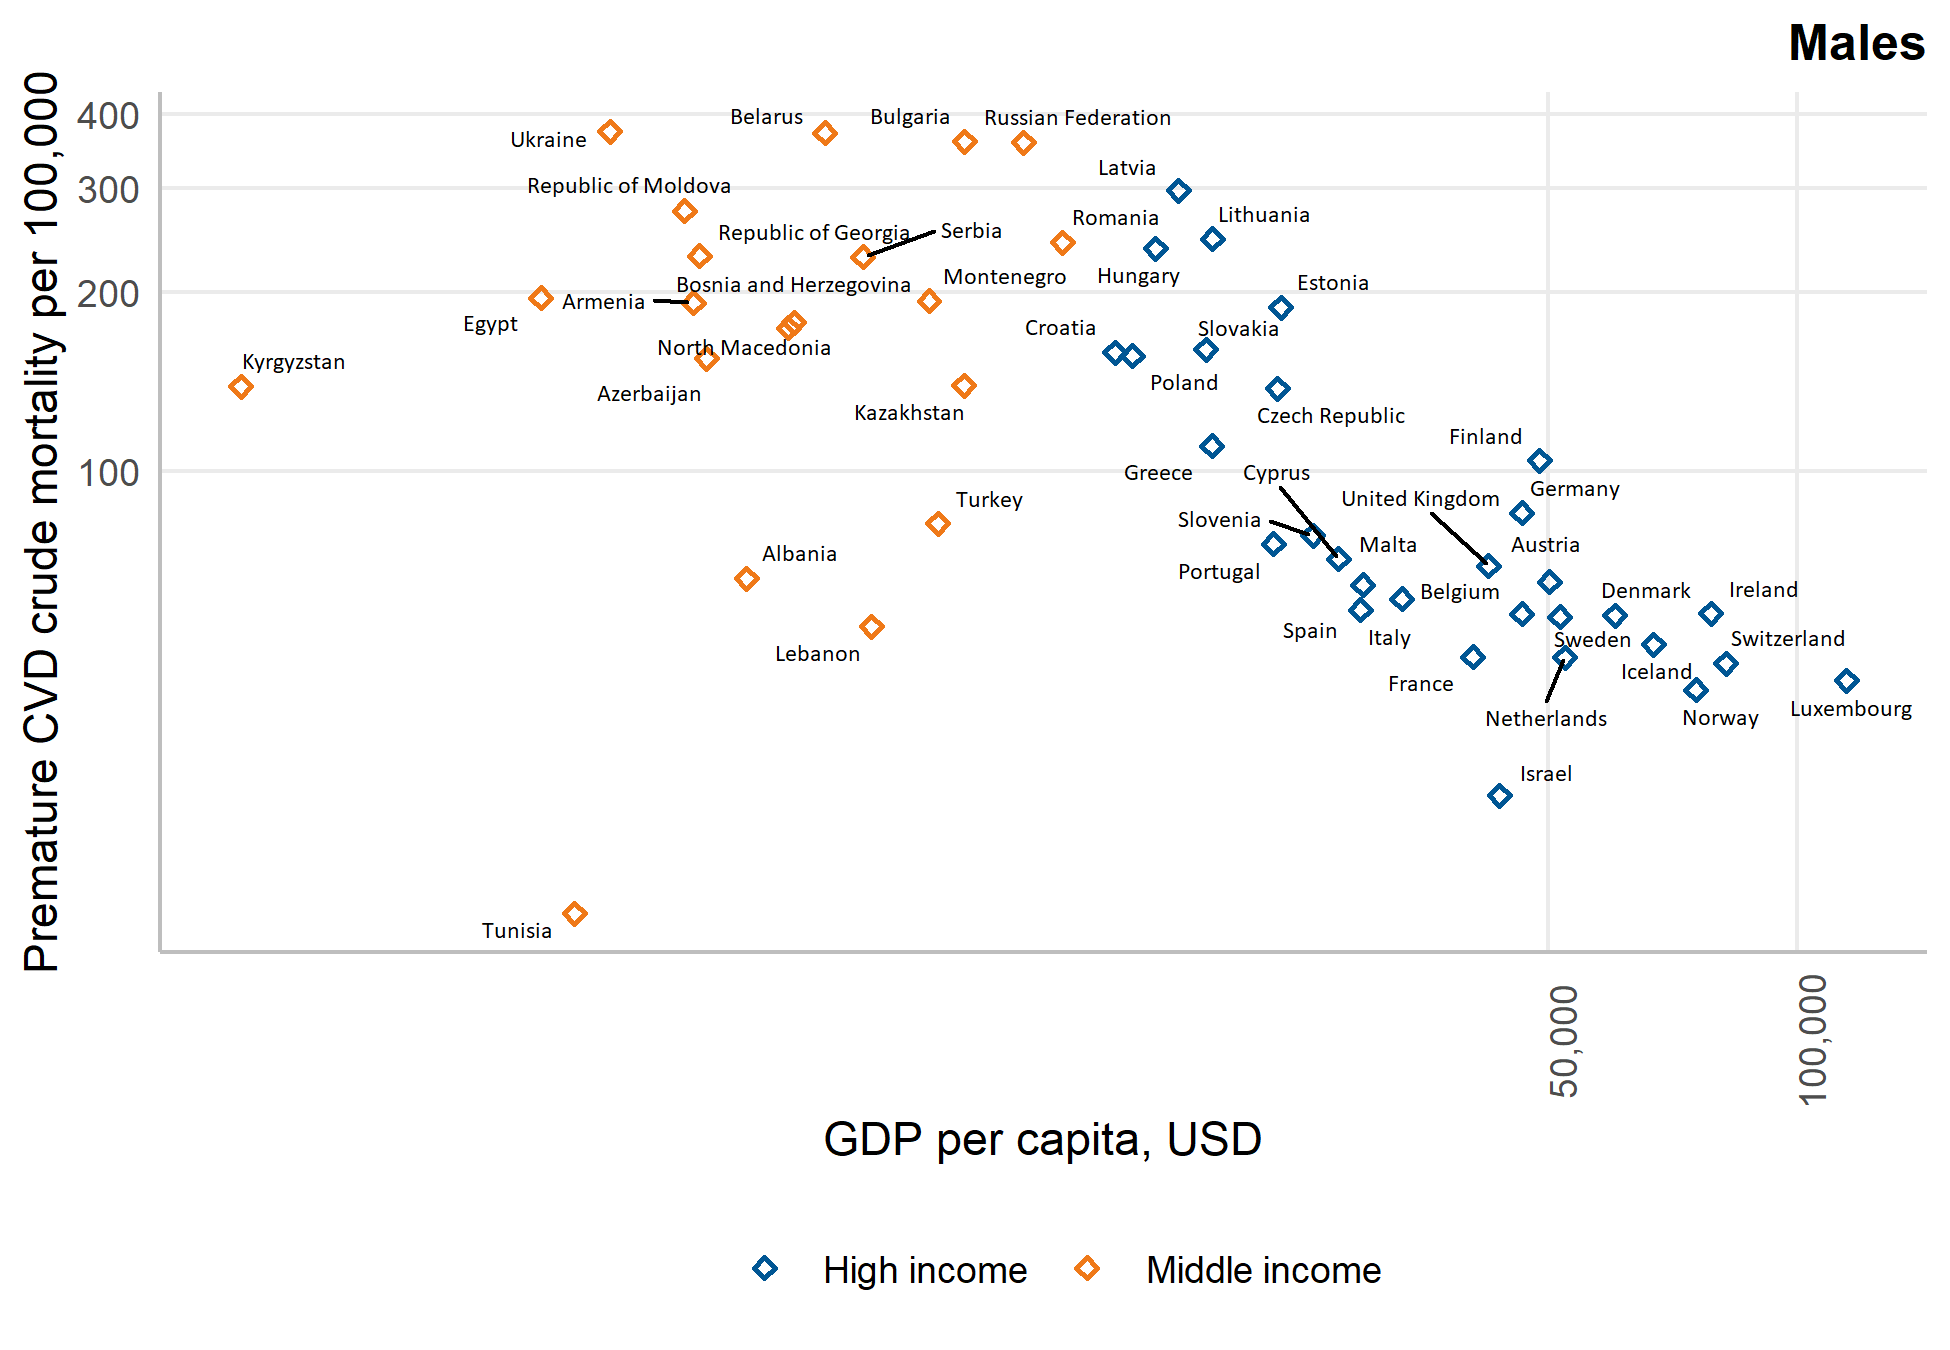 Males
Premature CVD crude mortality per 100,000
400
300
200
100
Belarus
Bulgaria
Russian Federation
Ukraine
Latvia
Republic of Moldova
Lithuania
Romania
Republic of Georgia
Serbia
Hungary
Montenegro
Estonia
Bosnia and Herzegovina
Armenia
Egypt
Croatia
Slovakia
North Macedonia
Kyrgyzstan
Poland
Azerbaijan
Kazakhstan
Czech Republic
Finland
Greece
Cyprus
Germany
United Kingdom
Turkey
Slovenia
Malta
Austria
Albania
Portugal
Belgium
Denmark
Ireland
Spain
Italy
Sweden
Switzerland
Lebanon
Iceland
France
Luxembourg
Netherlands
Norway
Israel
Tunisia
50,000
100,000
GDP per capita, USD
High income
Middle income